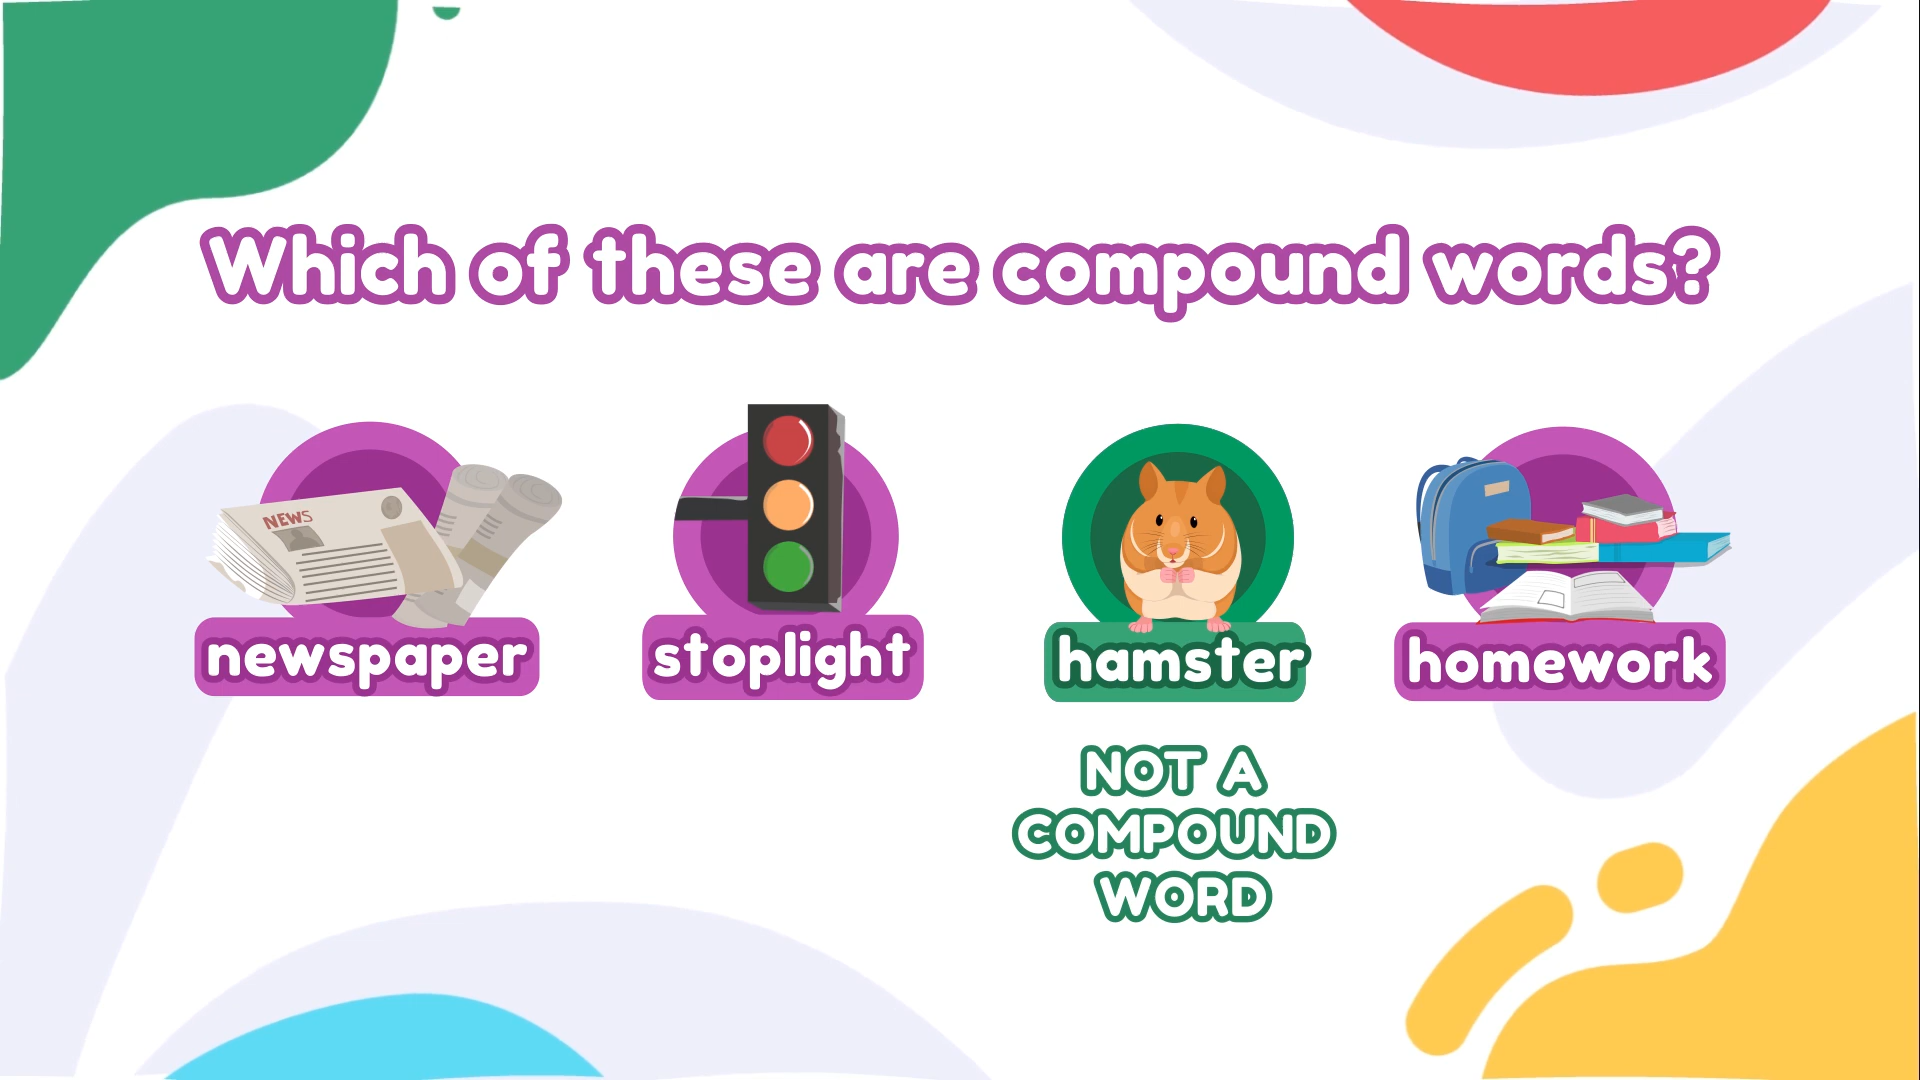 Which of these are compound words?
NEWS
newspaper
stoplight
hamster
homework
NOT A
COMPOUND
WORD